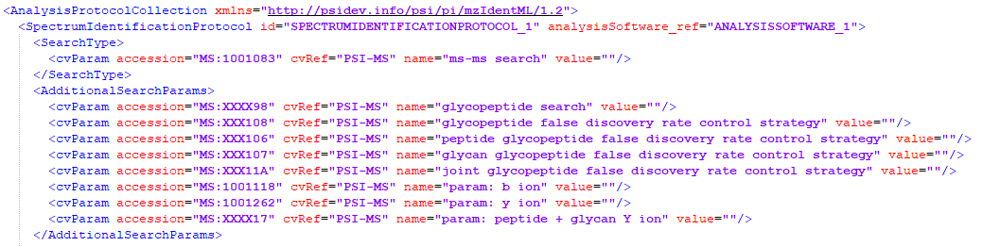 <AnalysisProtocolCollection xmlns="http://psidev.info/psi/pi/mzIdentML/1.2">
<SpectrumIdentificationProtocol id="SPECTRUMIDENTIFICATIONPROTOCOL_1" analysisSoftware_ref="ANALYSISSOFTWARE_1">
<SearchType>
<cvParam accession="MS:1001083" cvRef="PSI-MS" name="ms-ms search" value=""/>
</SearchType>
<AdditionalSearchParams>
<cvParam accession="MS:XXXX98" cvRef="PSI-MS" name="glycopeptide search" value=""/>
<cvParam accession="MS:XXX108" cvRef="PSI-MS" name="glycopeptide false discovery rate control strategy" value=""/>
<cvParam accession="MS:XXX106" cvRef="PSI-MS" name="peptide glycopeptide false discovery rate control strategy" value=""/>
<cvParam accession="MS:XXX107" cvRef="PSI-MS" name="glycan glycopeptide false discovery rate control strategy" value=""/>
<cvParam accession="MS:XXX11A" cvRef="PSI-MS" name="joint glycopeptide false discovery rate control strategy" value=""/>
<cvParam accession="MS:1001118" cvRef="PSI-MS" name="param: b ion" value=""/>
<cvParam accession="MS:1001262" cvRef="PSI-MS" name="param: y ion" value=""/>
<cvParam accession="MS:XXXX17" cvRef="PSI-MS" name="param: peptide + glycan Y ion" value=""/>
</AdditionalSearchParams>